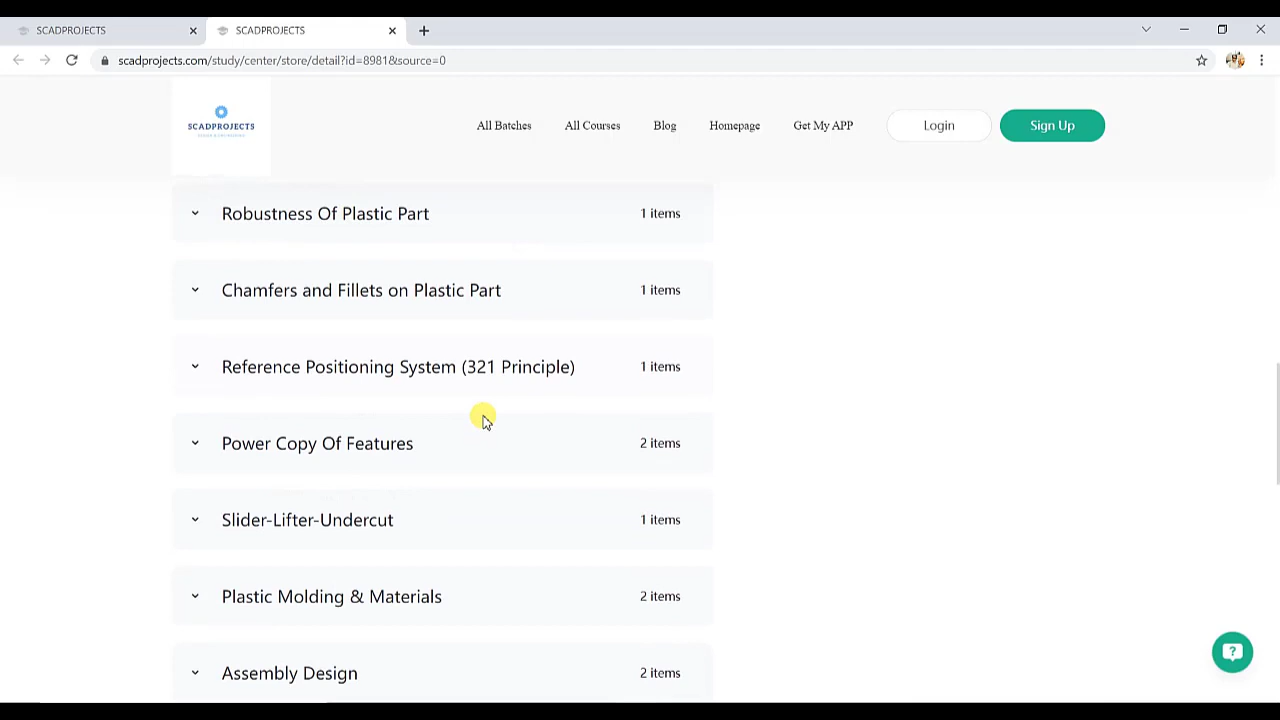 SCADPROJECTS
SCADPROJECTS
scadprojects.com/study/center/store/detail?id=8981&source=0
SCADPROJECTS
All Batches
All Courses
Blog
Homepage
Get My APP
Login
Sign Up
Robustness Of Plastic Part 1 items
Chamfers and Fillets on Plastic Part 1 items
Reference Positioning System (321 Principle) 1 items
Power Copy Of Features 2 items
Slider-Lifter-Undercut 1 items
Plastic Molding & Materials 2 items
Assembly Design 2 items